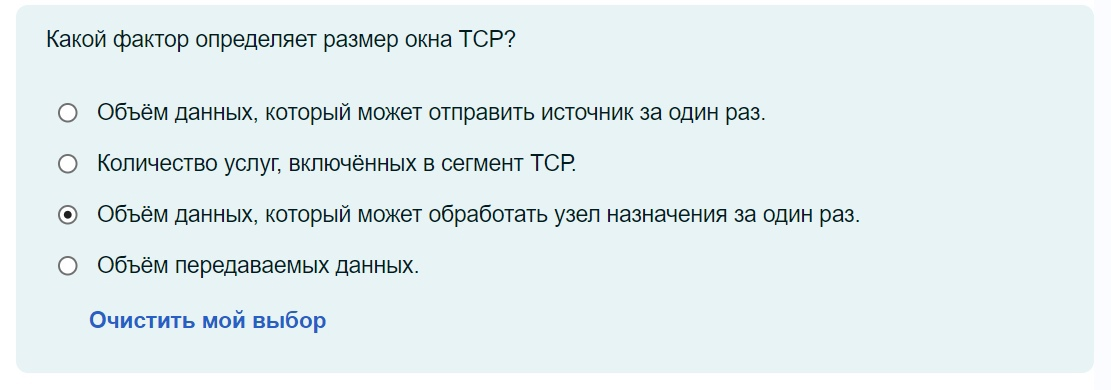 Какой фактор определяет размер окна TCP?
Объём данных, который может отправить источник за один раз.
Количество услуг, включённых в сегмент TCP.
Объём данных, который может обработать узел назначения за один раз.
Объём передаваемых данных.
Очистить мой выбор